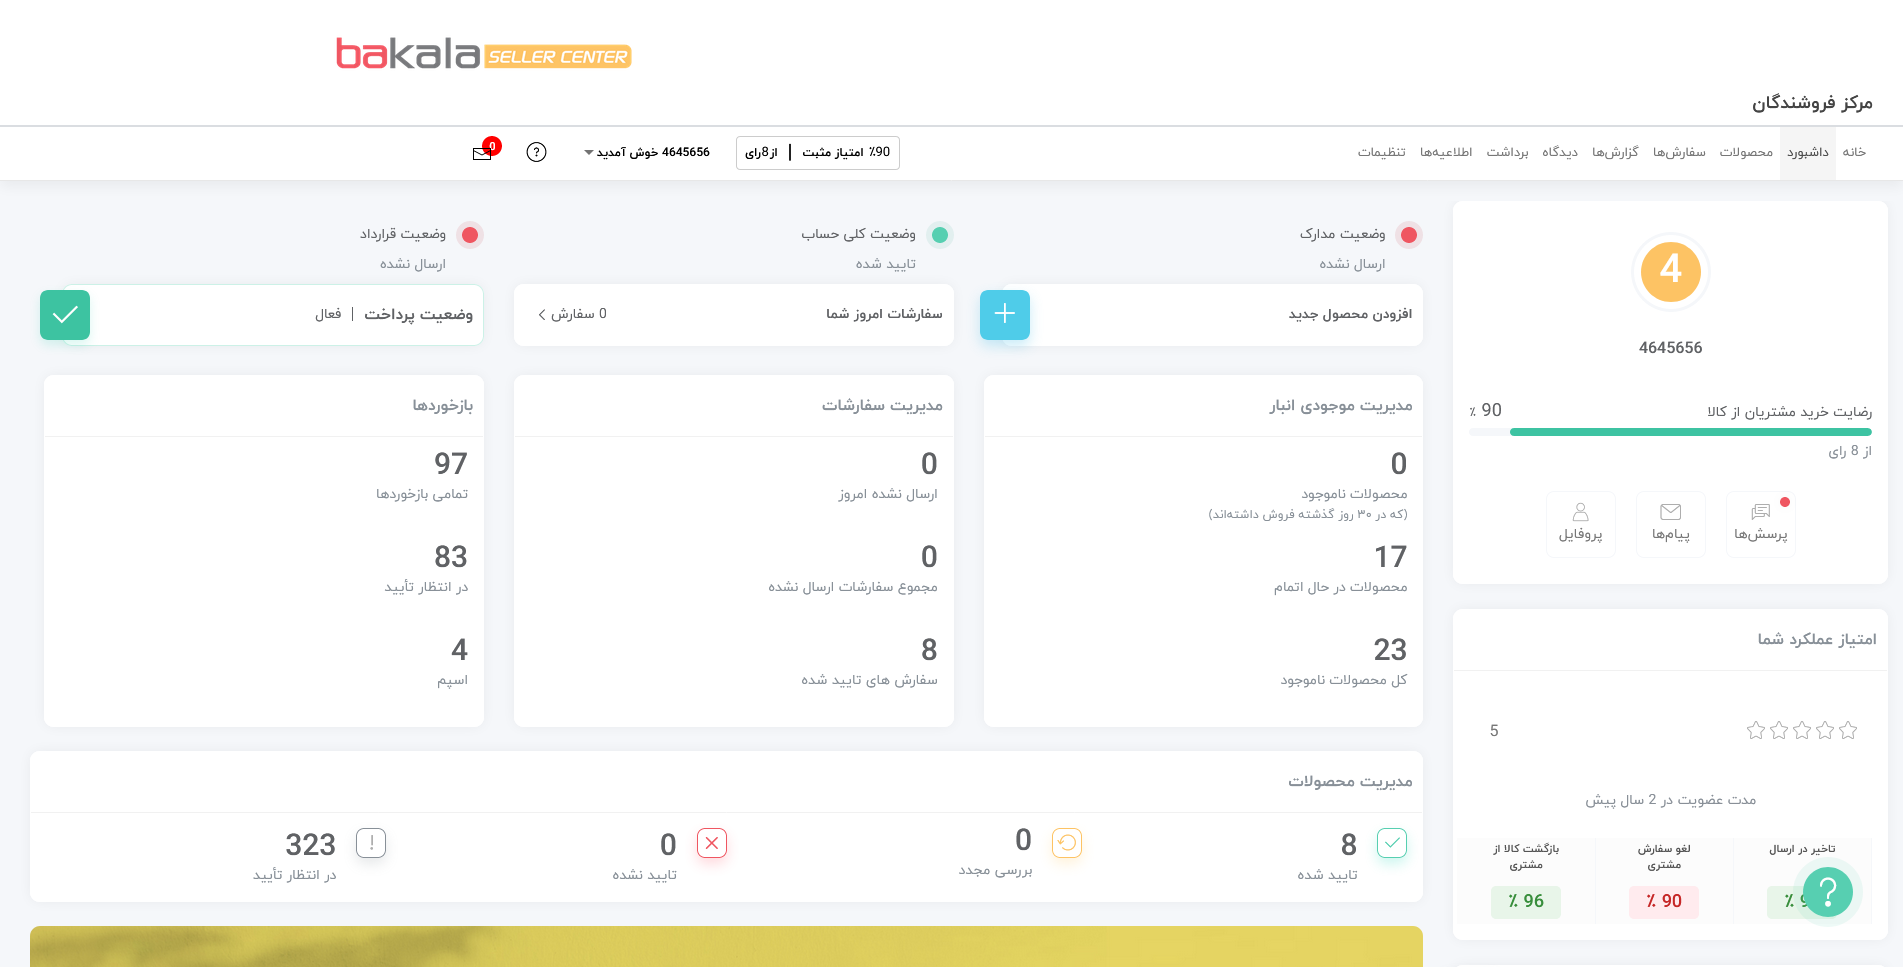 bakala SELLER CENTER
مرکز فروشندگان
خانه
داشبورد
محصولات
سفارش‌ها
گزارش‌ها
دیدگاه
برداشت
اطلاعیه‌ها
تنظیمات
٪90 امتیاز مثبت | از8رای
4645656 خوش آمدید
?
0
4
4645656
رضایت خرید مشتریان از کالا
90 ٪
از 8 رای
پرسش‌ها
پیام‌ها
پروفایل
امتیاز عملکرد شما
5
مدت عضویت در 2 سال پیش
تاخیر در ارسال
لغو سفارش
مشتری
90 ٪
بازگشت کالا از
مشتری
96 ٪
?
وضعیت مدارک
ارسال نشده
وضعیت کلی حساب
تایید شده
وضعیت قرارداد
ارسال نشده
افزودن محصول جدید
سفارشات امروز شما
0 سفارش
وضعیت پرداخت | فعال
مدیریت موجودی انبار
0
محصولات ناموجود
(که در ۳۰ روز گذشته فروش داشته‌اند)
17
محصولات در حال اتمام
23
کل محصولات ناموجود
مدیریت سفارشات
0
ارسال نشده امروز
0
مجموع سفارشات ارسال نشده
8
سفارش های تایید شده
بازخوردها
97
تمامی بازخوردها
83
در انتظار تأیید
4
اسپم
مدیریت محصولات
8
تایید شده
0
بررسی مجدد
0
تایید نشده
323
در انتظار تأیید